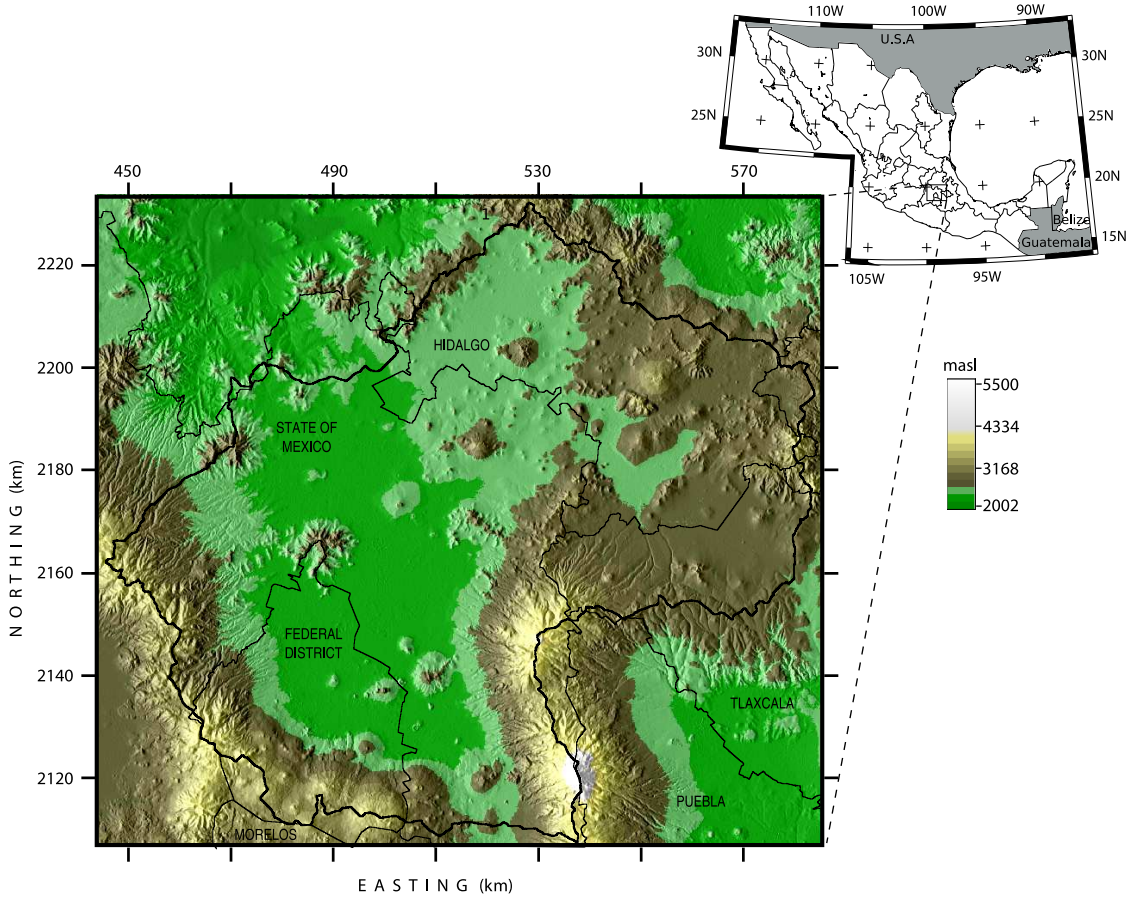 110W
100W
90W
U.S.A
30N
30N
25N
25N
20N
15N
Belize
Guatemala
105W
95W
450
490
530
570
2220
2200
2180
2160
2140
2120
HIDALGO
STATE OF
MEXICO
FEDERAL
DISTRICT
TLAXCALA
PUEBLA
MORELOS
masl
5500
4334
3168
2002
NORTHING (km)
EASTING (km)